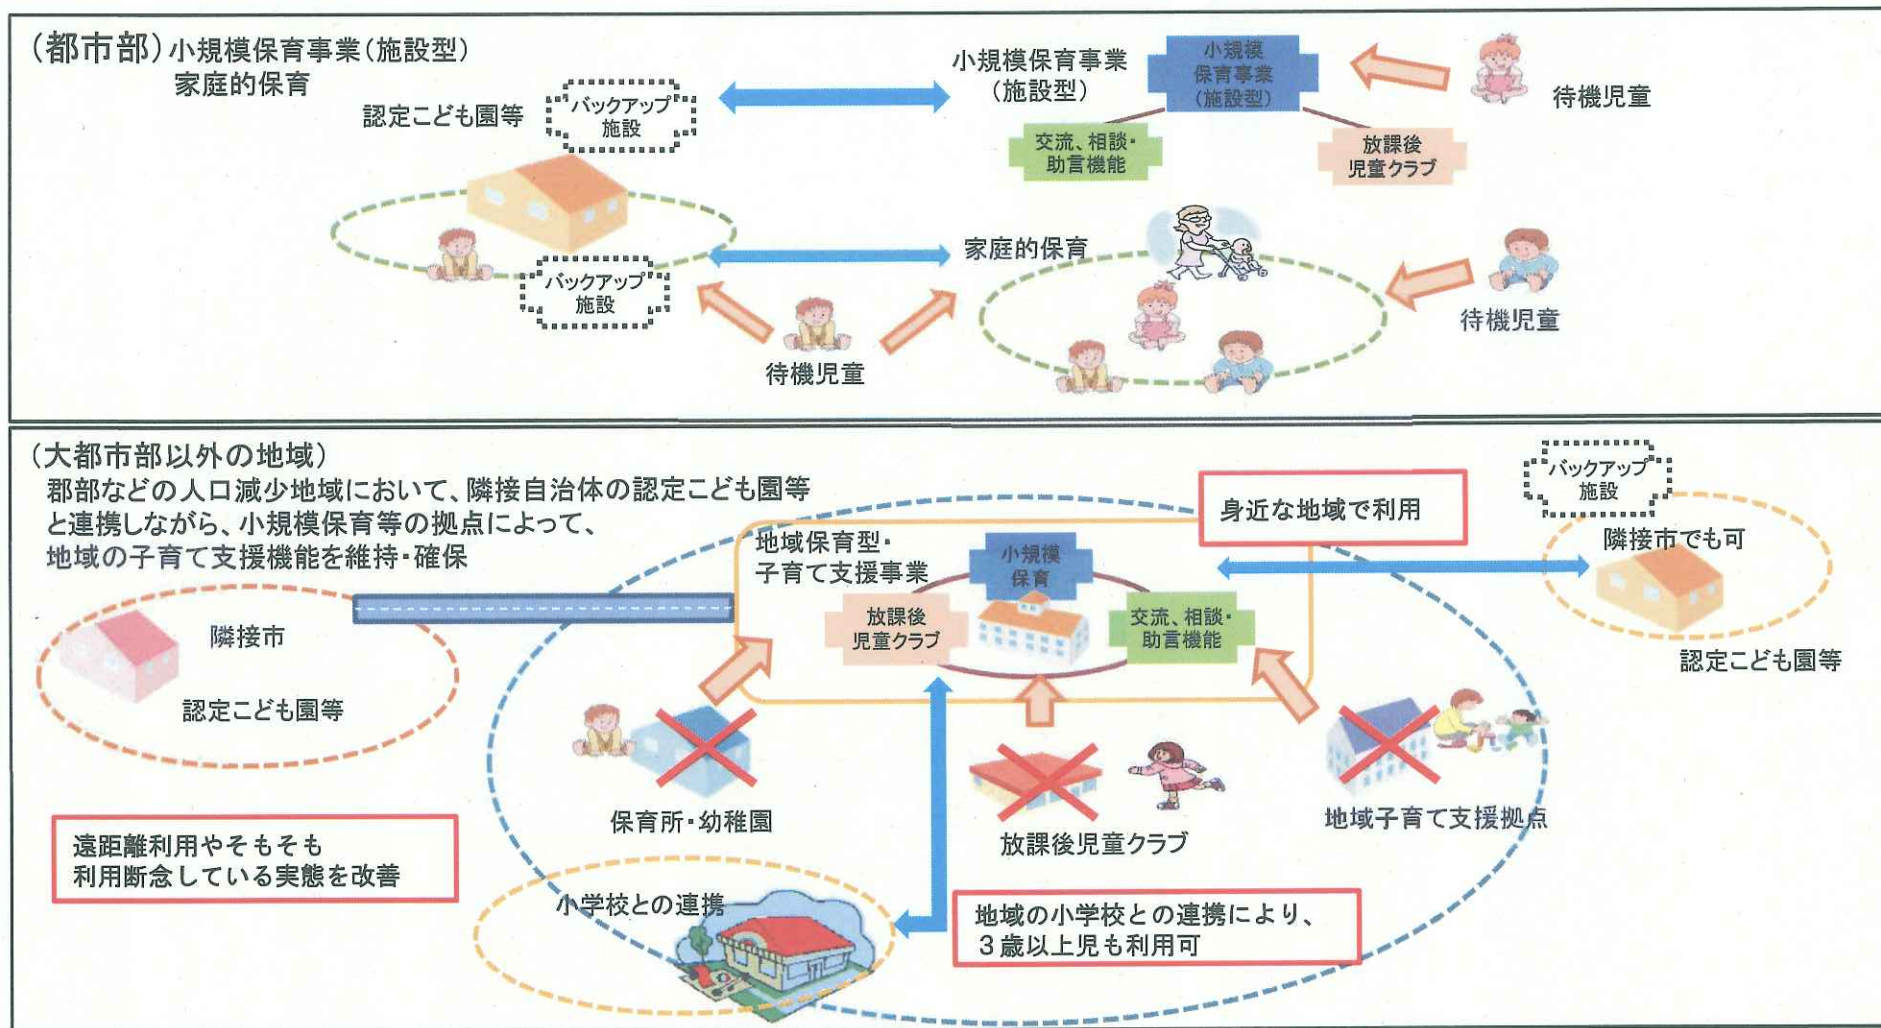 (都市部)小規模保育事業(施設型)
家庭的保育
認定こども園等
バックアップ
施設
小規模保育事業
(施設型)
小規模
保育事業
(施設型)
待機児童
交流、相談・
助言機能
放課後
児童クラブ
バックアップ
施設
家庭的保育
待機児童
待機児童
(大都市部以外の地域)
郡部などの人口減少地域において、隣接自治体の認定こども園等
と連携しながら、小規模保育等の拠点によって、
地域の子育て支援機能を維持・確保
身近な地域で利用
バックアップ
施設
隣接市でも可
認定こども園等
地域保育型・
子育て支援事業
小規模
保育
放課後
児童クラブ
交流、相談・
助言機能
隣接市
認定こども園等
保育所・幼稚園
放課後児童クラブ
地域子育て支援拠点
遠距離利用やそもそも
利用断念している実態を改善
小学校との連携
地域の小学校との連携により、
3歳以上児も利用可